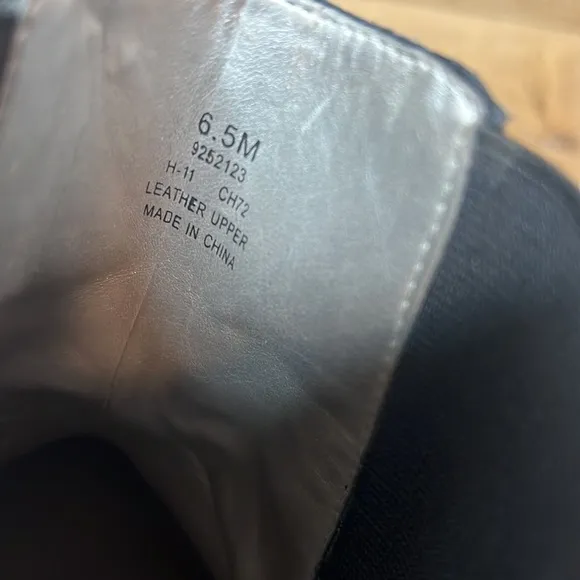 6.5M
9252123
H-11 CH72
LEATHER UPPER
MADE IN CHINA